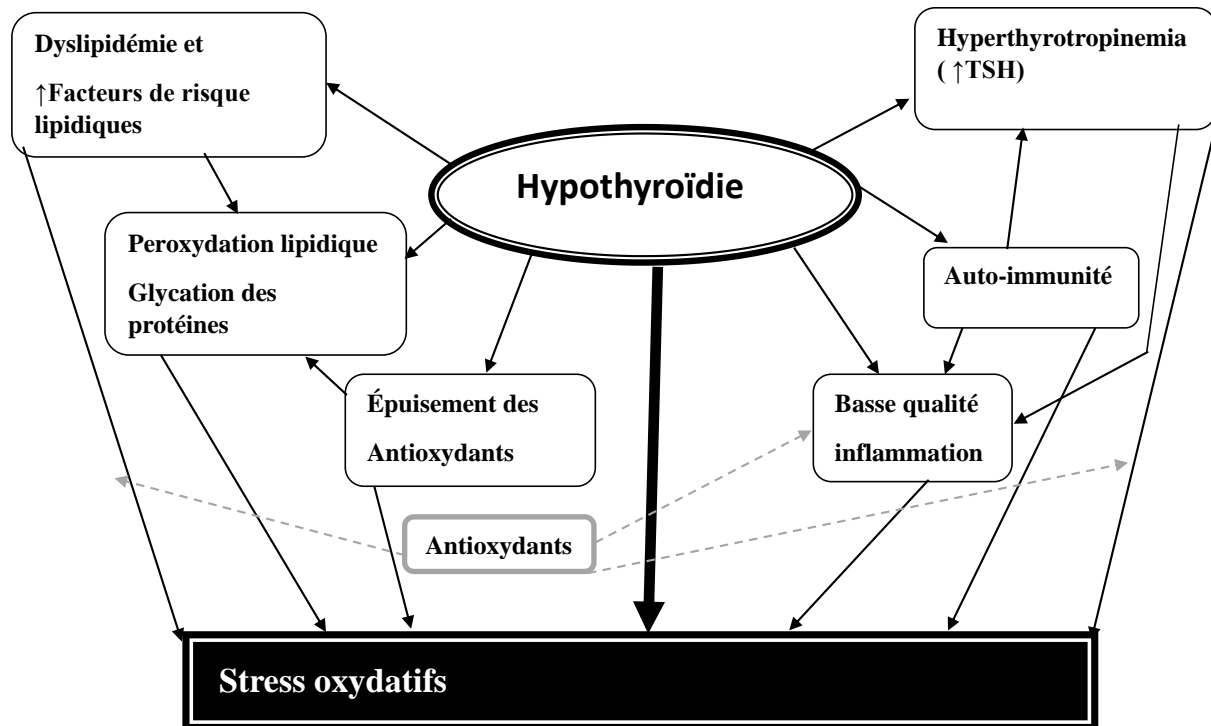 Dyslipidémie et
↑Facteurs de risque
lipidiques
Hyperthyrotropinemia
( ↑TSH)
Hypothyroïdie
Peroxydation lipidique
Glycation des
protéines
Auto-immunité
Épuisement des
Antioxydants
Basse qualité
inflammation
Antioxydants
Stress oxydatifs